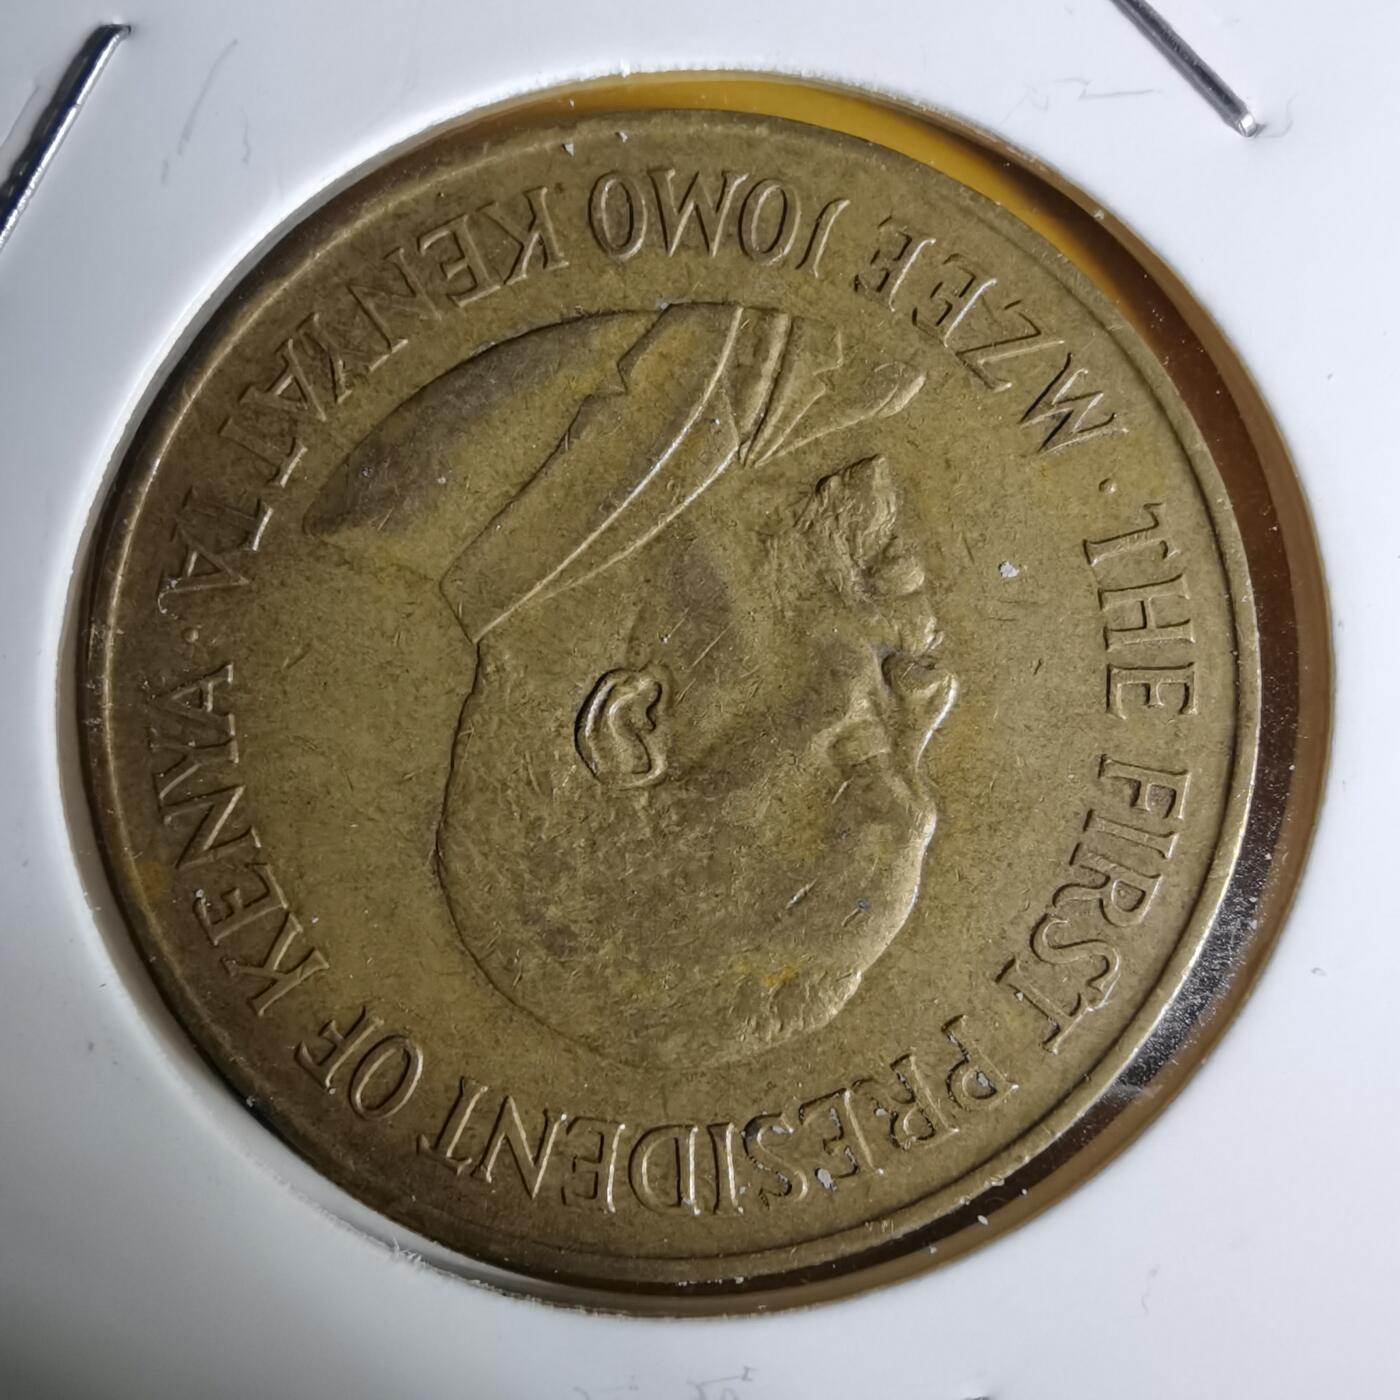 THE FIRST PRESIDENT OF KENYA ·
MZEE JOMO KENYATTA ·